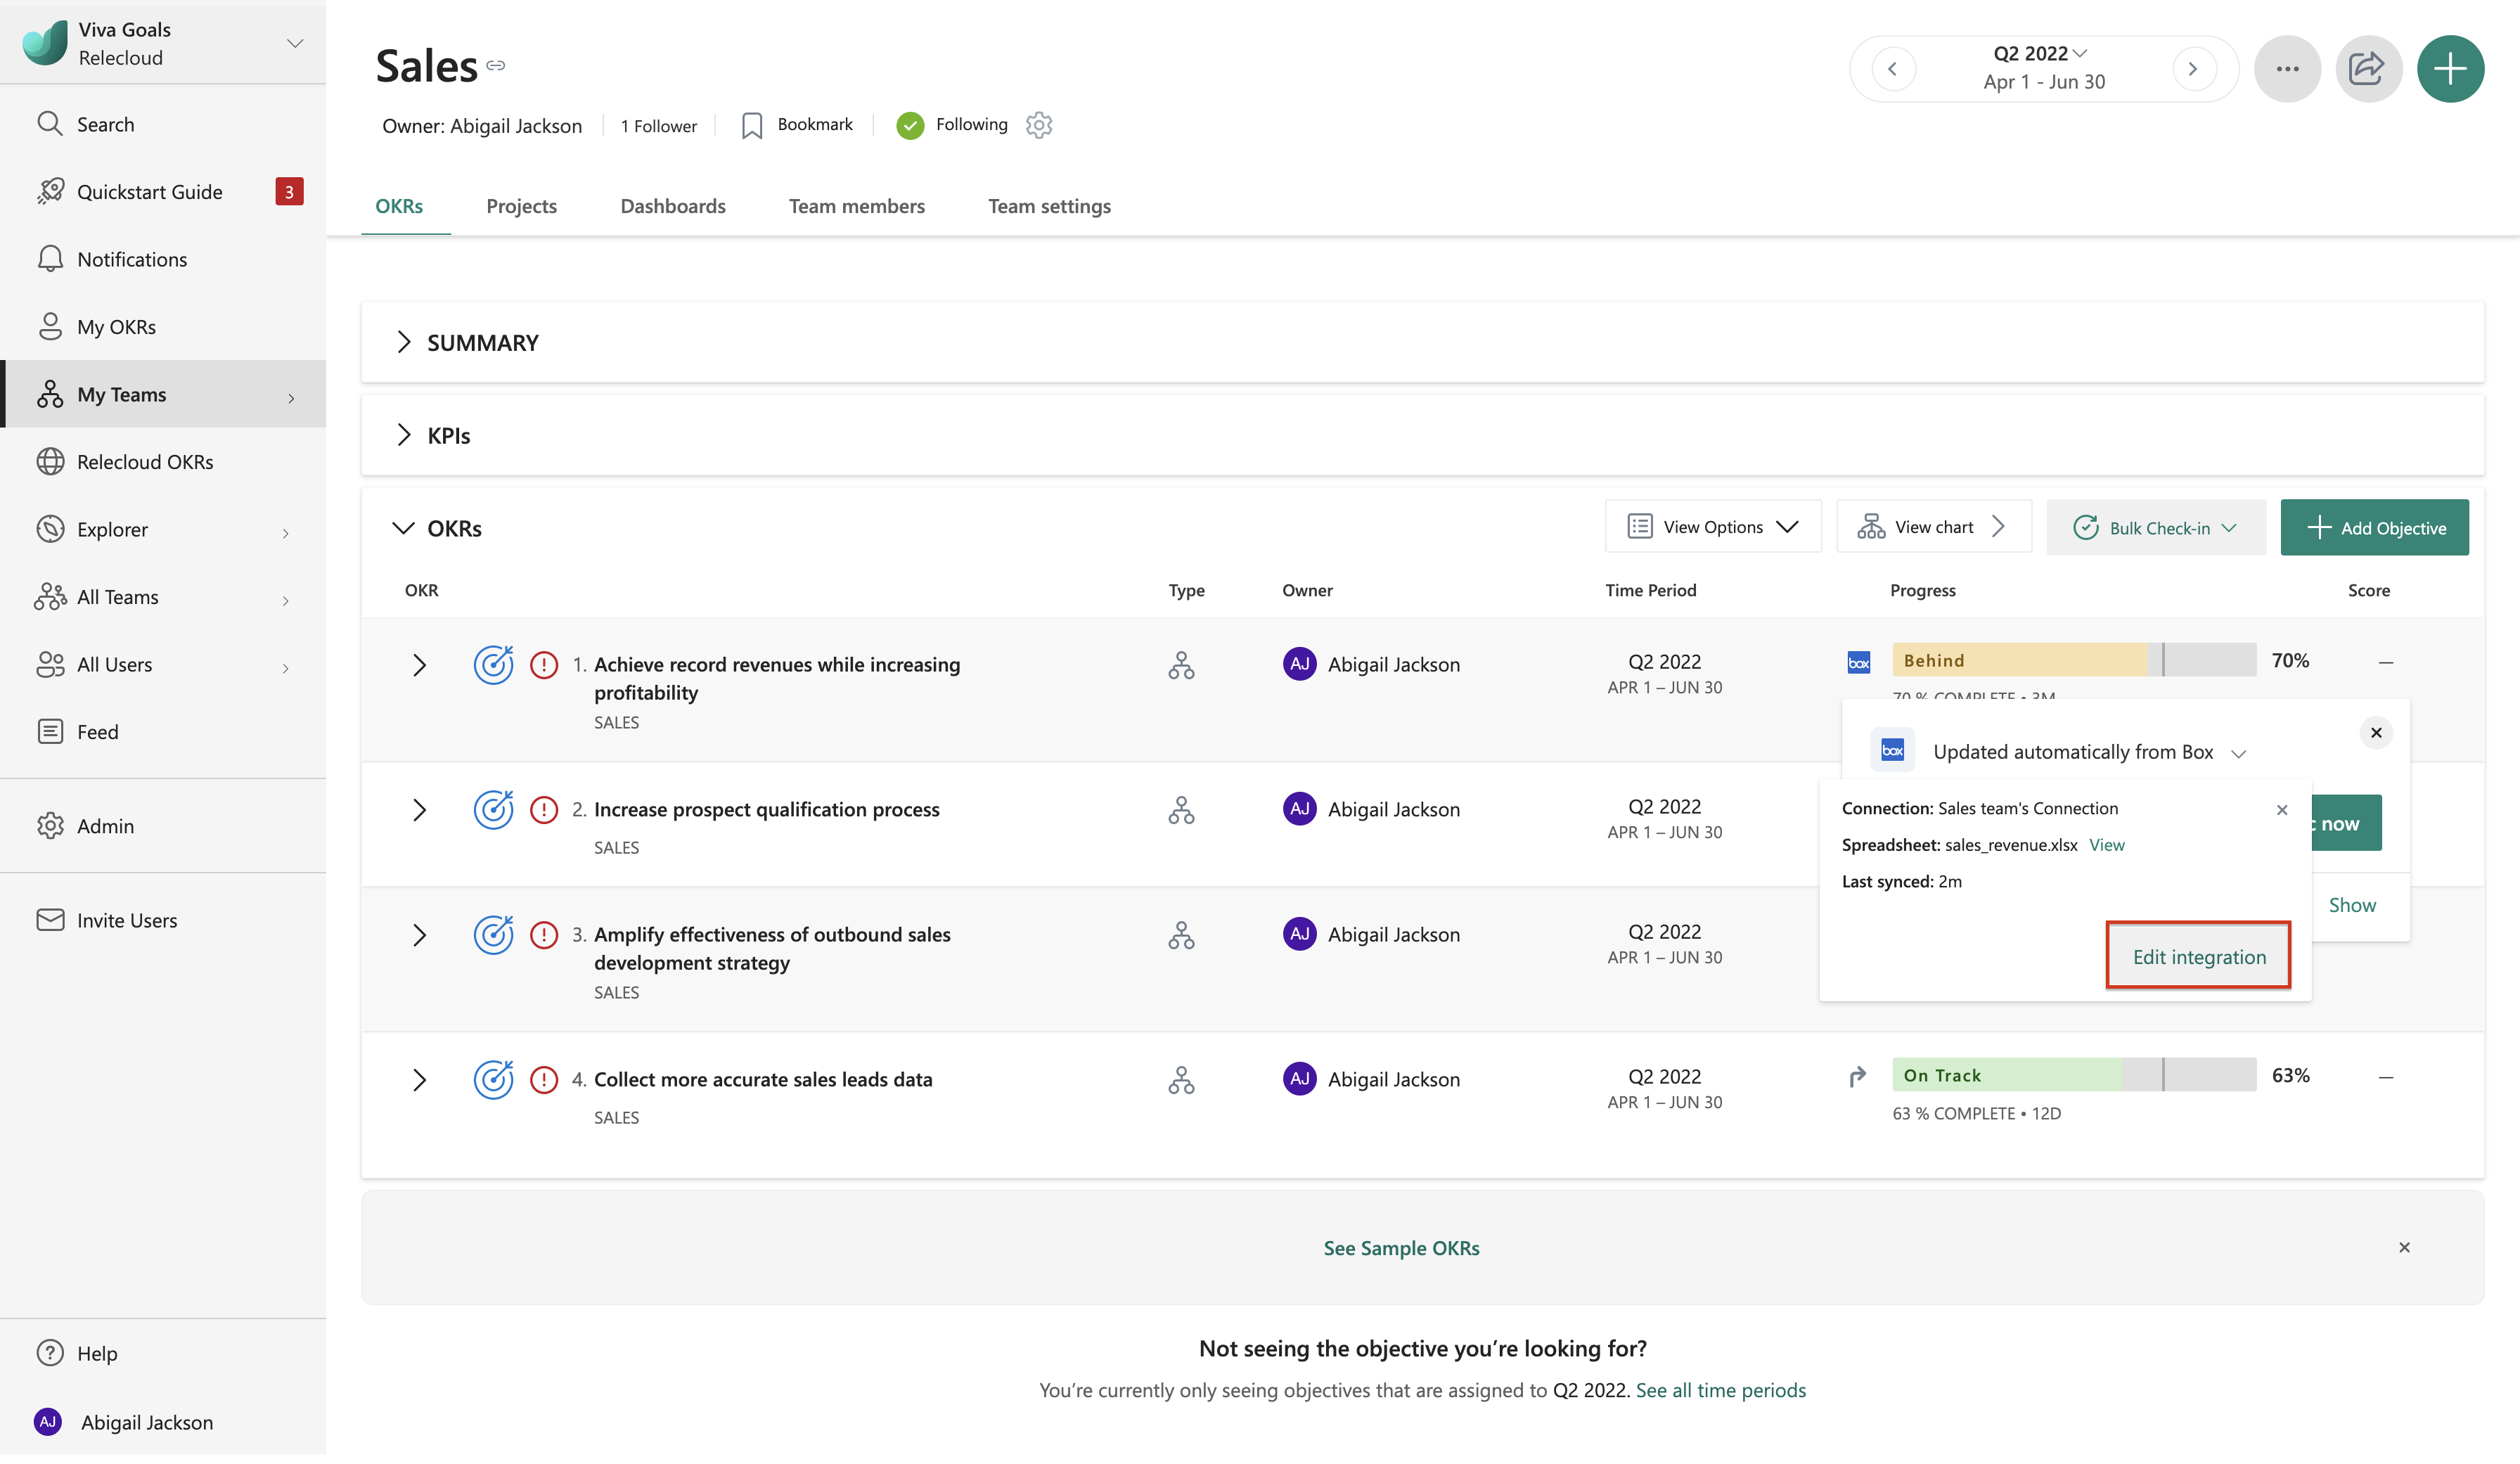 Viva Goals
Relecloud
Search
Quickstart Guide 3
Notifications
My OKRs
My Teams
Relecloud OKRs
Explorer
All Teams
All Users
Feed
Admin
Invite Users
Help
AJ Abigail Jackson
Sales
Owner: Abigail Jackson 1 Follower Bookmark Following
Q2 2022
Apr 1 - Jun 30
OKRs Projects Dashboards Team members Team settings
SUMMARY
KPIs
OKRs View Options View chart Bulk Check-in Add Objective
OKR Type Owner Time Period Progress Score
1. Achieve record revenues while increasing
profitability
SALES
AJ Abigail Jackson
Q2 2022
APR 1 – JUN 30
box Behind 70% —
70 % COMPLETE • 3M
box Updated automatically from Box
Connection: Sales team's Connection
Spreadsheet: sales_revenue.xlsx View
Last synced: 2m
Edit integration
now
Show
2. Increase prospect qualification process
SALES
AJ Abigail Jackson
Q2 2022
APR 1 – JUN 30
3. Amplify effectiveness of outbound sales
development strategy
SALES
AJ Abigail Jackson
Q2 2022
APR 1 – JUN 30
4. Collect more accurate sales leads data
SALES
AJ Abigail Jackson
Q2 2022
APR 1 – JUN 30
On Track 63% —
63 % COMPLETE • 12D
See Sample OKRs
Not seeing the objective you’re looking for?
You’re currently only seeing objectives that are assigned to Q2 2022. See all time periods